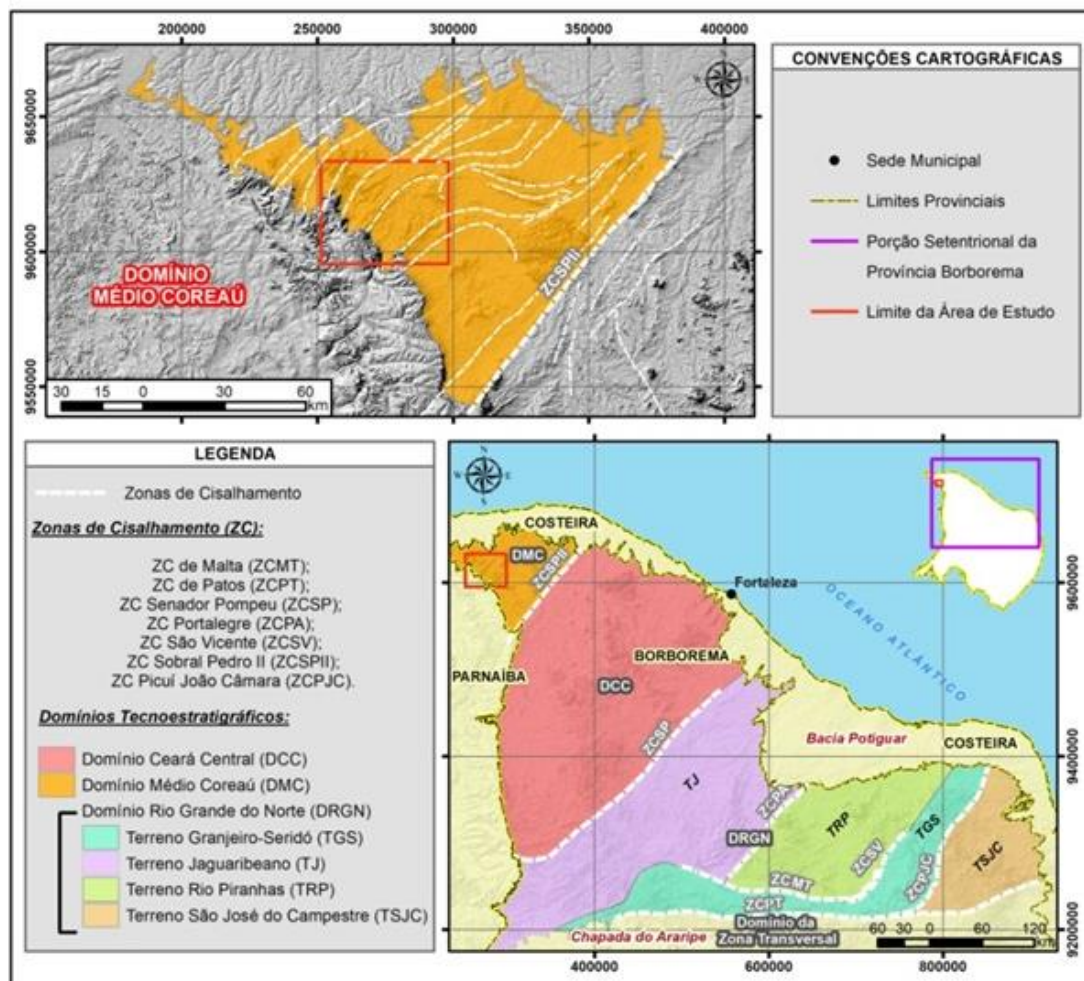 200000
250000
300000
350000
400000
9650000
9600000
9550000
W
E
DOMÍNIO
MÉDIO COREAÚ
ZCSPII
30 15 0 30 60
km
CONVENÇÕES CARTOGRÁFICAS
Sede Municipal
Limites Provinciais
Porção Setentrional da
Província Borborema
Limite da Área de Estudo
LEGENDA
Zonas de Cisalhamento
Zonas de Cisalhamento (ZC):
ZC de Malta (ZCMT);
ZC de Patos (ZCPT);
ZC Senador Pompeu (ZCSP);
ZC Portalegre (ZCPA);
ZC São Vicente (ZCSV);
ZC Sobral Pedro II (ZCSPII);
ZC Picuí João Câmara (ZCPJC).
Domínios Tecnoestratigráficos:
Domínio Ceará Central (DCC)
Domínio Médio Coreaú (DMC)
Domínio Rio Grande do Norte (DRGN)
Terreno Granjeiro-Seridó (TGS)
Terreno Jaguaribeano (TJ)
Terreno Rio Piranhas (TRP)
Terreno São José do Campestre (TSJC)
W
E
COSTEIRA
DMC
ZCSPII
Fortaleza
OCEANO ATLÂNTICO
PARNAÍBA
BORBOREMA
DCC
ZCSP
Bacia Potiguar
COSTEIRA
TJ
ZCPA
DRGN
TRP
ZCSV
TGS
ZCPJC
TSJC
ZCMT
ZCPT
Domínio da
Zona Transversal
Chapada do Araripe
60 30 0 60 120
km
9600000
9400000
9200000
400000
600000
800000